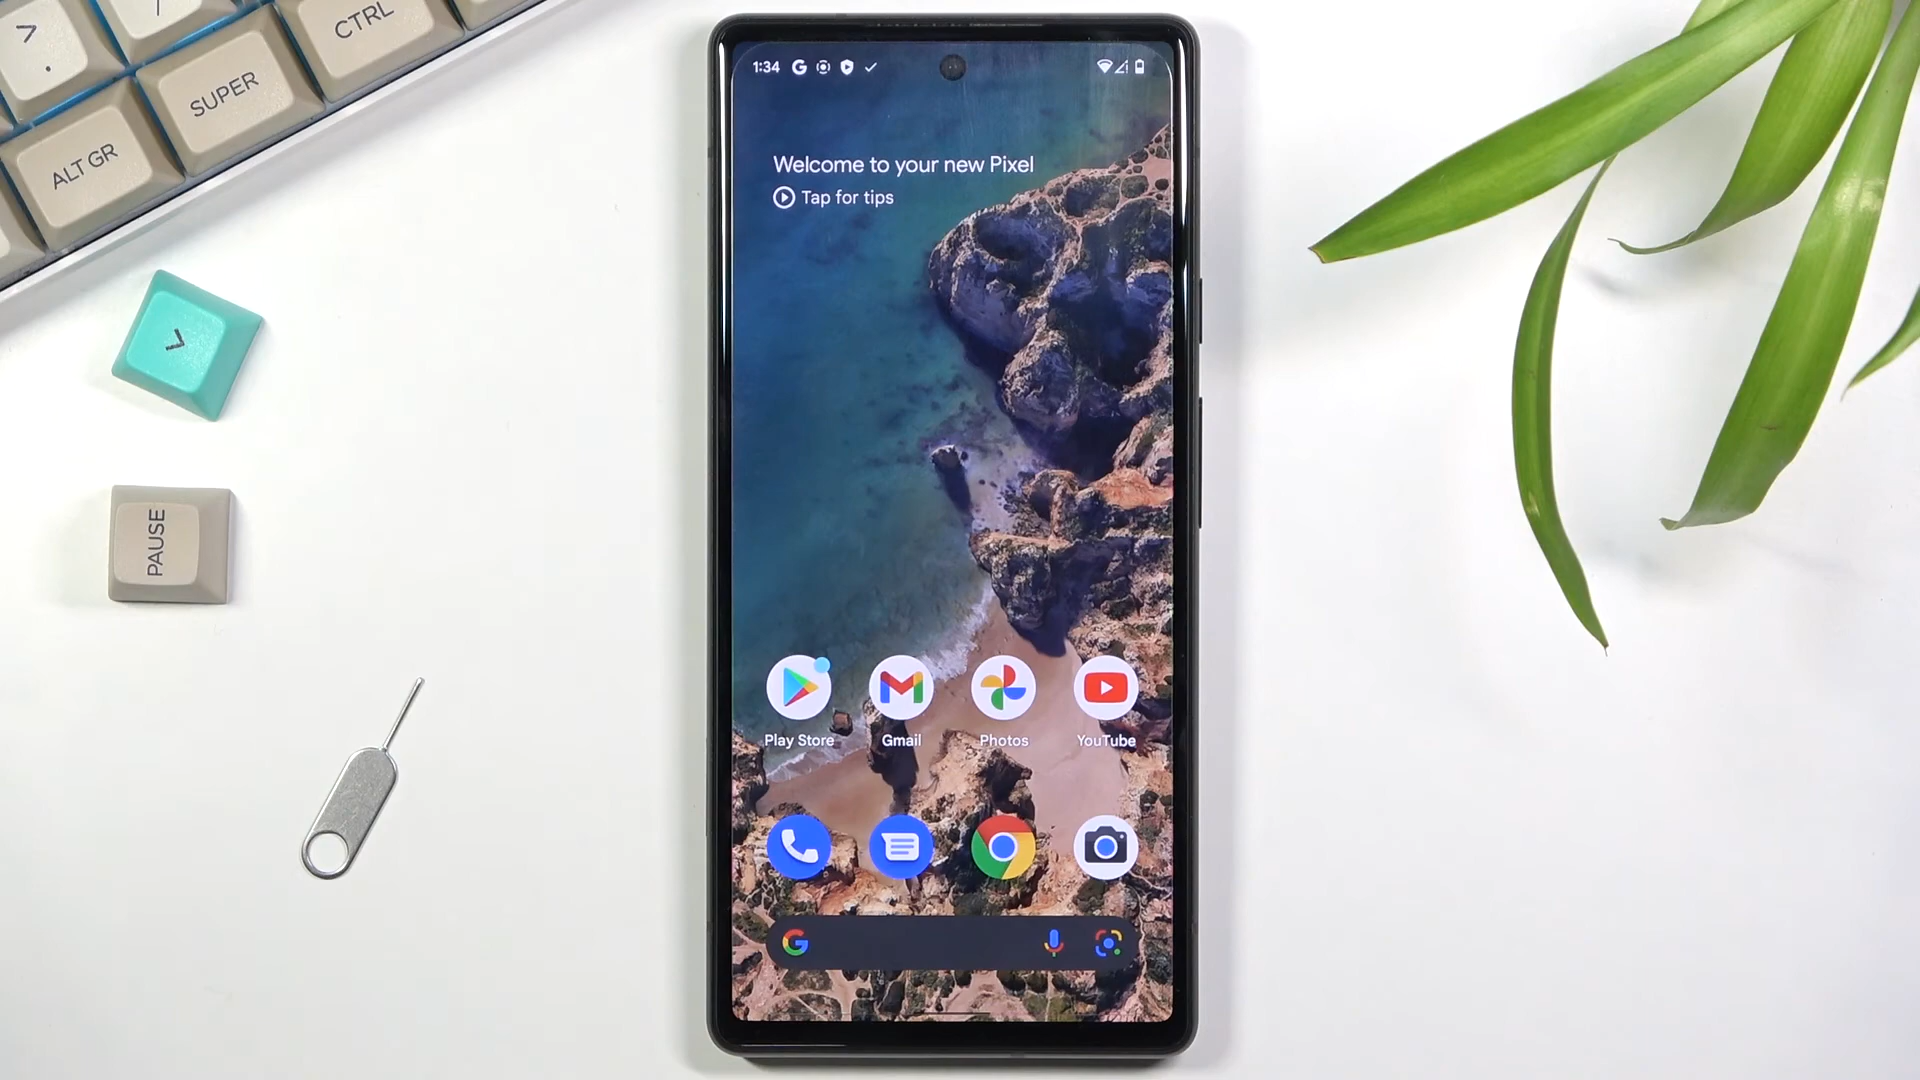 >
.
/
CTRL
SUPER
ALT GR
PAUSE
1:34
Welcome to your new Pixel
Tap for tips
Play Store
Gmail
Photos
YouTube